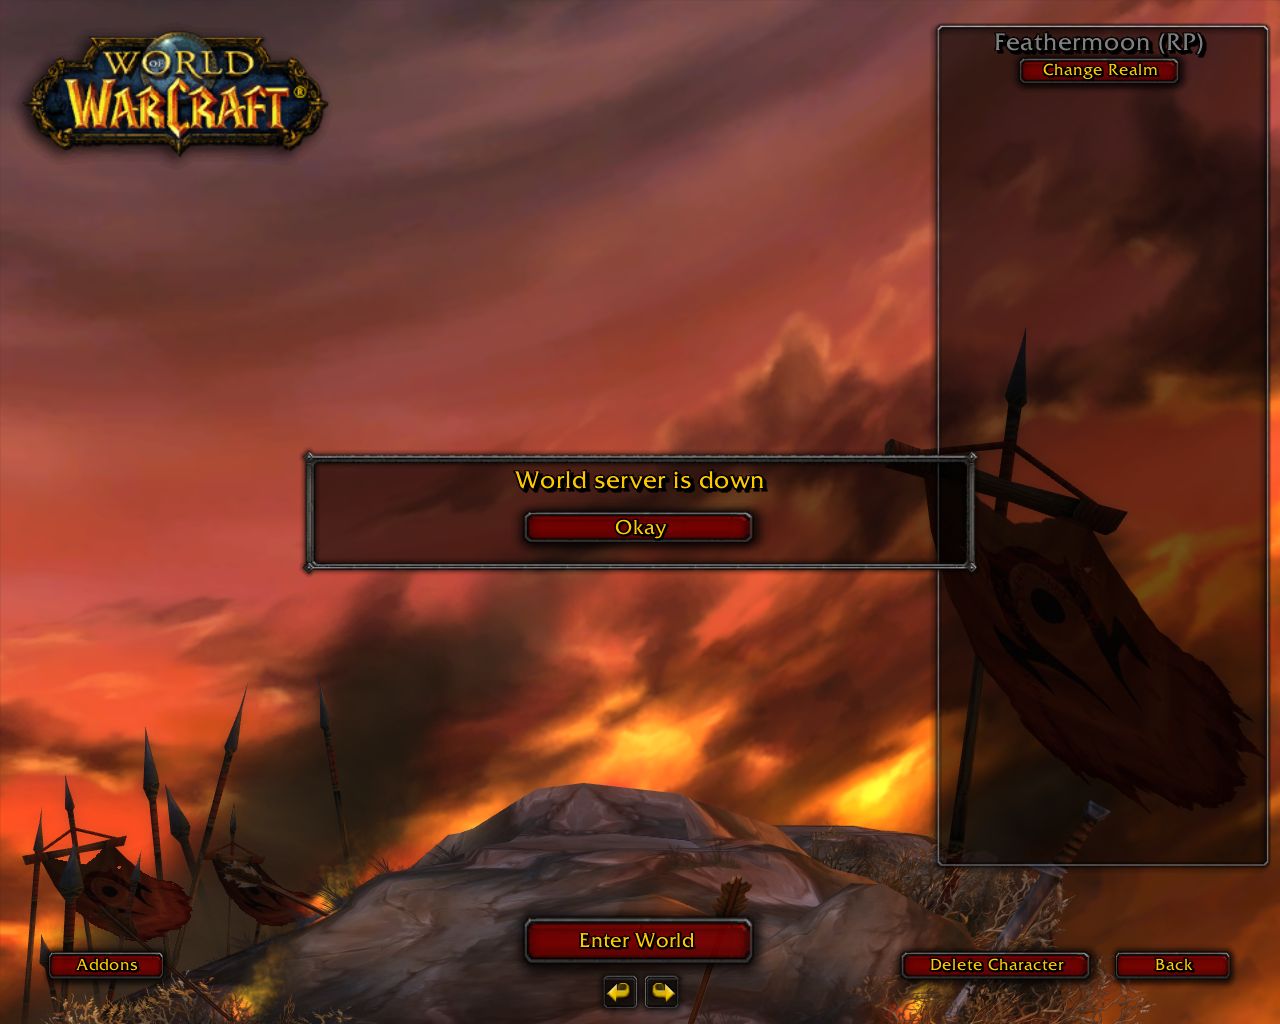 WORLD
OF
WARCRAFT®
Feathermoon (RP)
Change Realm
World server is down
Okay
Enter World
Addons
Delete Character
Back